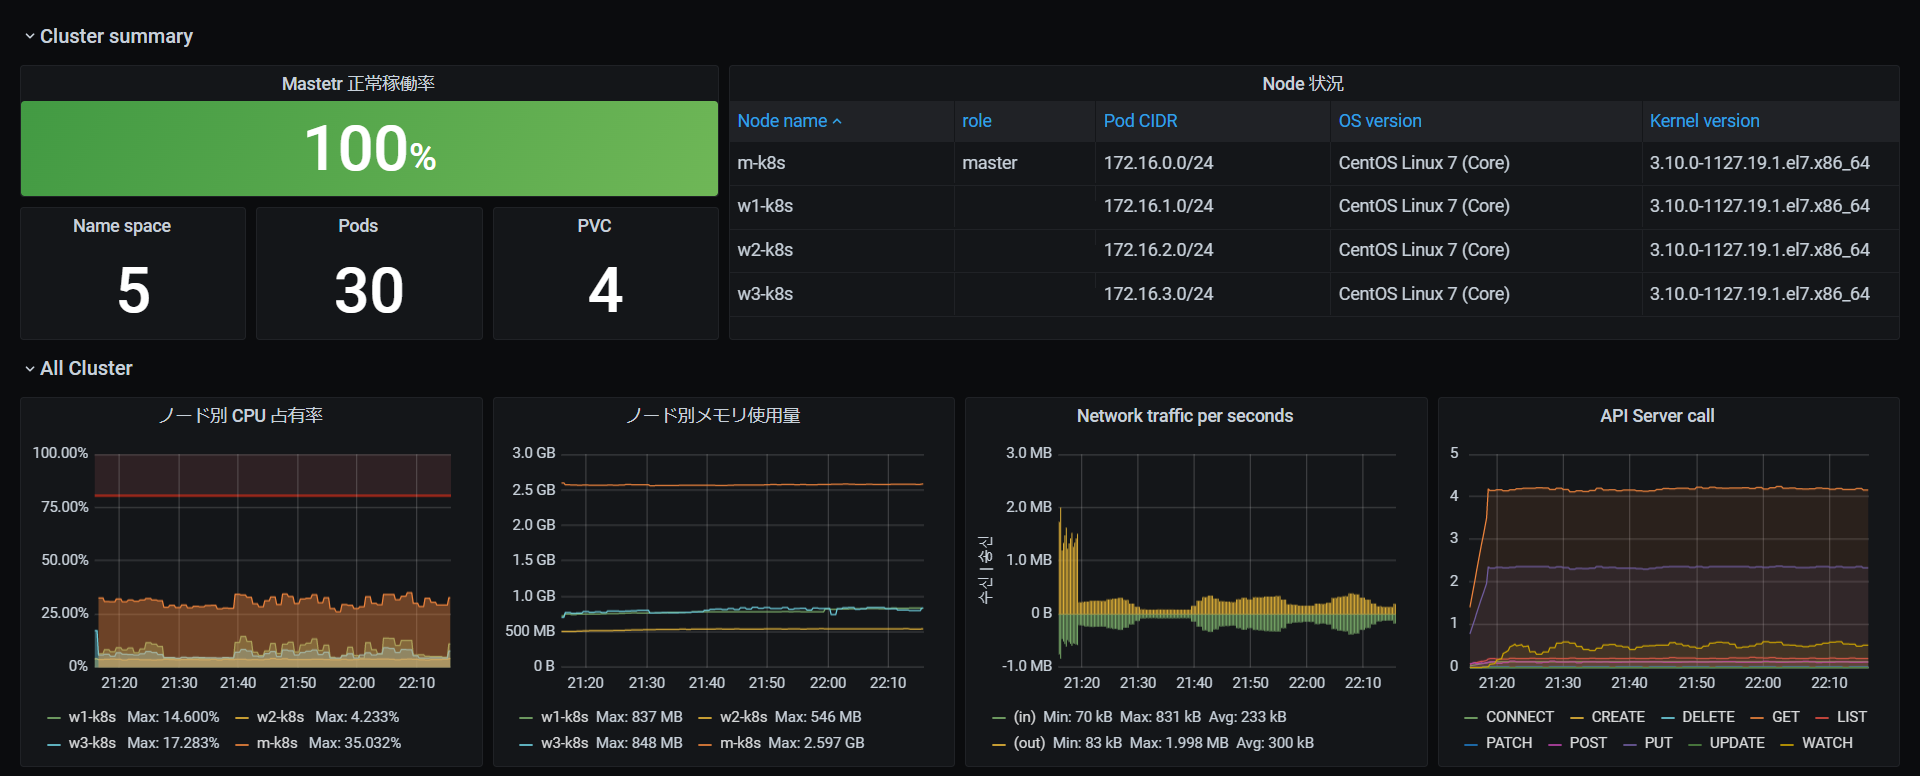 Cluster summary
Mastetr 正常稼働率
100%
Name space
5
Pods
30
PVC
4
Node 状況
Node name role Pod CIDR OS version Kernel version
m-k8s master 172.16.0.0/24 CentOS Linux 7 (Core) 3.10.0-1127.19.1.el7.x86_64
w1-k8s 172.16.1.0/24 CentOS Linux 7 (Core) 3.10.0-1127.19.1.el7.x86_64
w2-k8s 172.16.2.0/24 CentOS Linux 7 (Core) 3.10.0-1127.19.1.el7.x86_64
w3-k8s 172.16.3.0/24 CentOS Linux 7 (Core) 3.10.0-1127.19.1.el7.x86_64
All Cluster
ノード別 CPU 占有率
100.00%
75.00%
50.00%
25.00%
0%
21:20 21:30 21:40 21:50 22:00 22:10
w1-k8s Max: 14.600% w2-k8s Max: 4.233%
w3-k8s Max: 17.283% m-k8s Max: 35.032%
ノード別メモリ使用量
3.0 GB
2.5 GB
2.0 GB
1.5 GB
1.0 GB
500 MB
0 B
21:20 21:30 21:40 21:50 22:00 22:10
w1-k8s Max: 837 MB w2-k8s Max: 546 MB
w3-k8s Max: 848 MB m-k8s Max: 2.597 GB
Network traffic per seconds
수신 | 송신
3.0 MB
2.0 MB
1.0 MB
0 B
-1.0 MB
21:20 21:30 21:40 21:50 22:00 22:10
(in) Min: 70 kB Max: 831 kB Avg: 233 kB
(out) Min: 83 kB Max: 1.998 MB Avg: 300 kB
API Server call
5
4
3
2
1
0
21:20 21:30 21:40 21:50 22:00 22:10
CONNECT CREATE DELETE GET LIST
PATCH POST PUT UPDATE WATCH